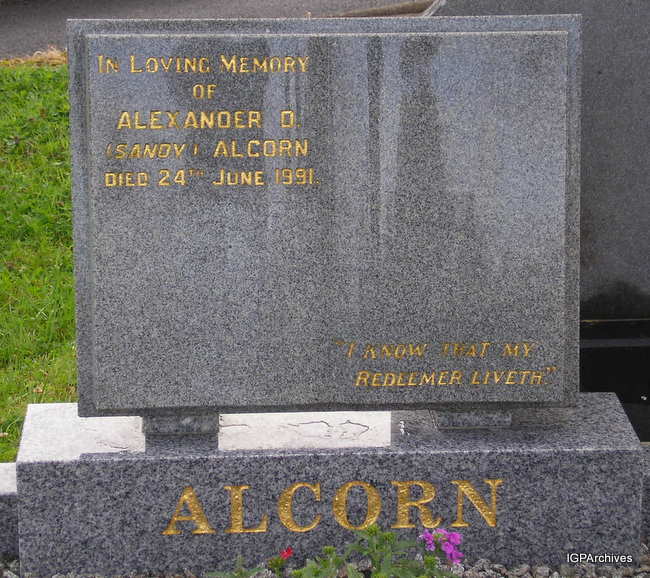 IN LOVING MEMORY
OF
ALEXANDER D.
(SANDY) ALCORN
DIED 24TH JUNE 1991.
"I KNOW THAT MY
REDEEMER LIVETH."
ALCORN
IGPArchives